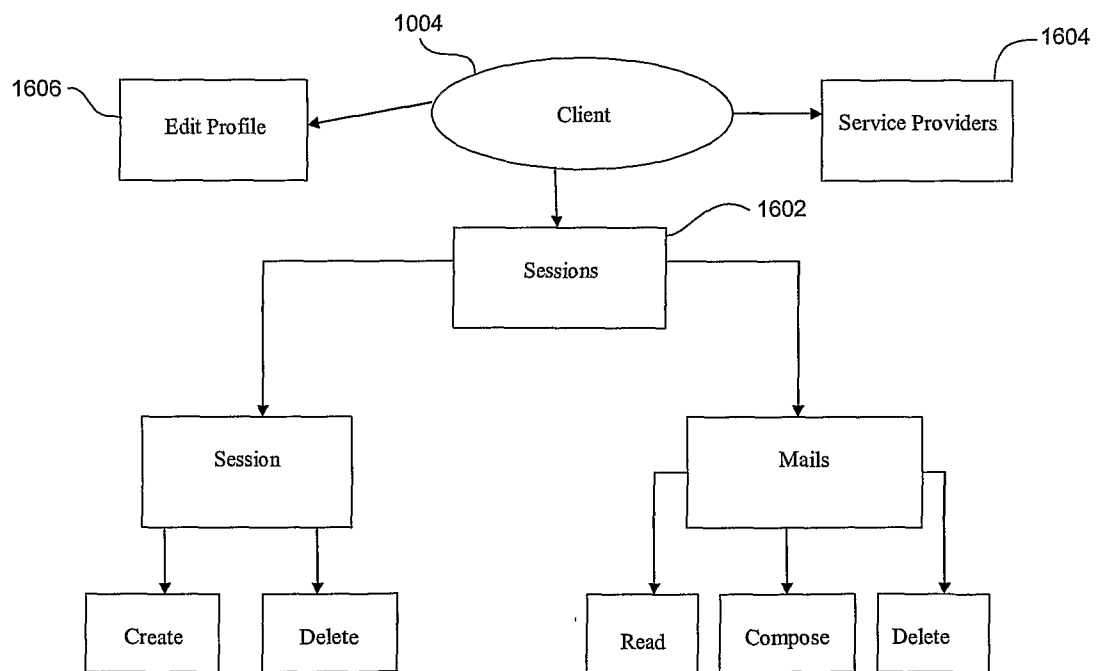 1004
1604
1606
Edit Profile
Client
Service Providers
1602
Sessions
Session
Mails
Create
Delete
Read
Compose
Delete